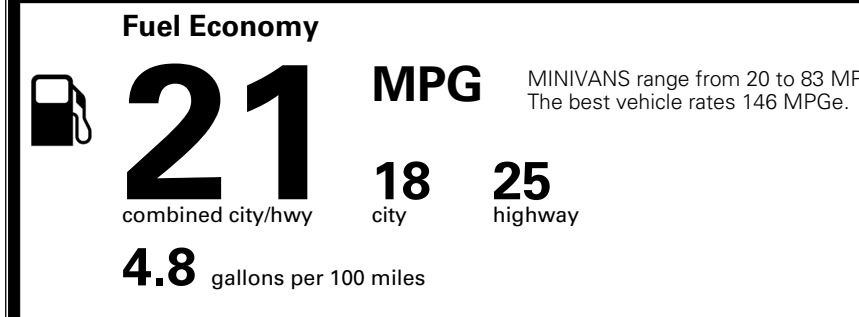 Fuel Economy
21 MPG
MINIVANS range from 20 to 83
The best vehicle rates 146 MPGe.
18 25
combined city/hwy city highway
4.8 gallons per 100 miles